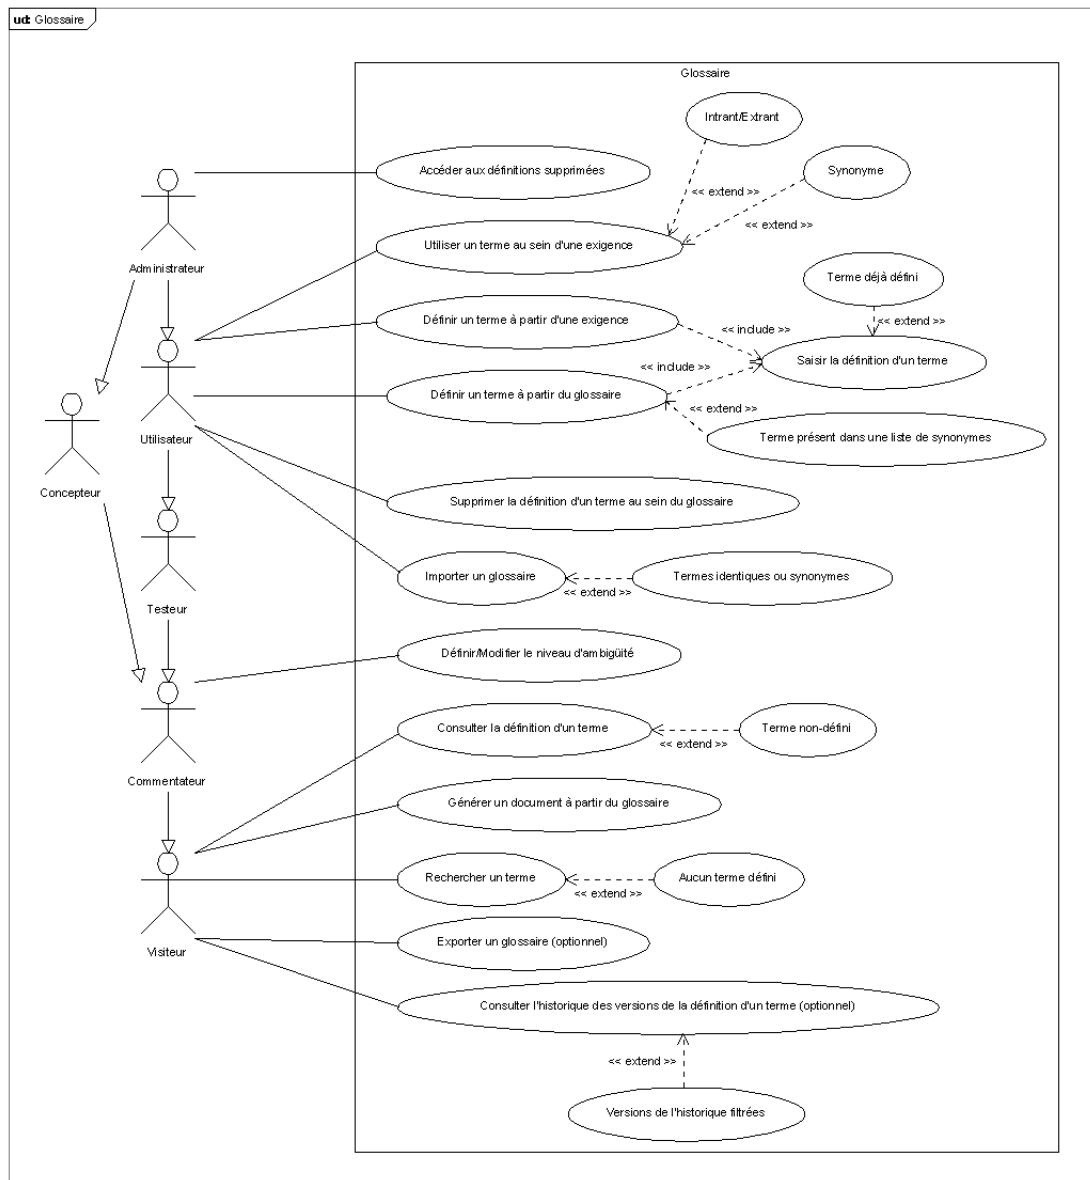 ud: Glossaire
Glossaire
Intrant/Extrant
Accéder aux définitions supprimées
Synonyme
<< extend >>
<< extend >>
Utiliser un terme au sein d'une exigence
Administrateur
Terme déjà défini
Définir un terme à partir d'une exigence
<< include >>
<< extend >>
Saisir la définition d'un terme
<< include >>
Définir un terme à partir du glossaire
<< extend >>
Utilisateur
Terme présent dans une liste de synonymes
Concepteur
Supprimer la définition d'un terme au sein du glossaire
Importer un glossaire
Termes identiques ou synonymes
<< extend >>
Testeur
Définir/Modifier le niveau d'ambigüité
Consulter la définition d'un terme
Terme non-défini
<< extend >>
Commentateur
Générer un document à partir du glossaire
Rechercher un terme
Aucun terme défini
<< extend >>
Exporter un glossaire (optionnel)
Visiteur
Consulter l'historique des versions de la définition d'un terme (optionnel)
<< extend >>
Versions de l'historique filtrées